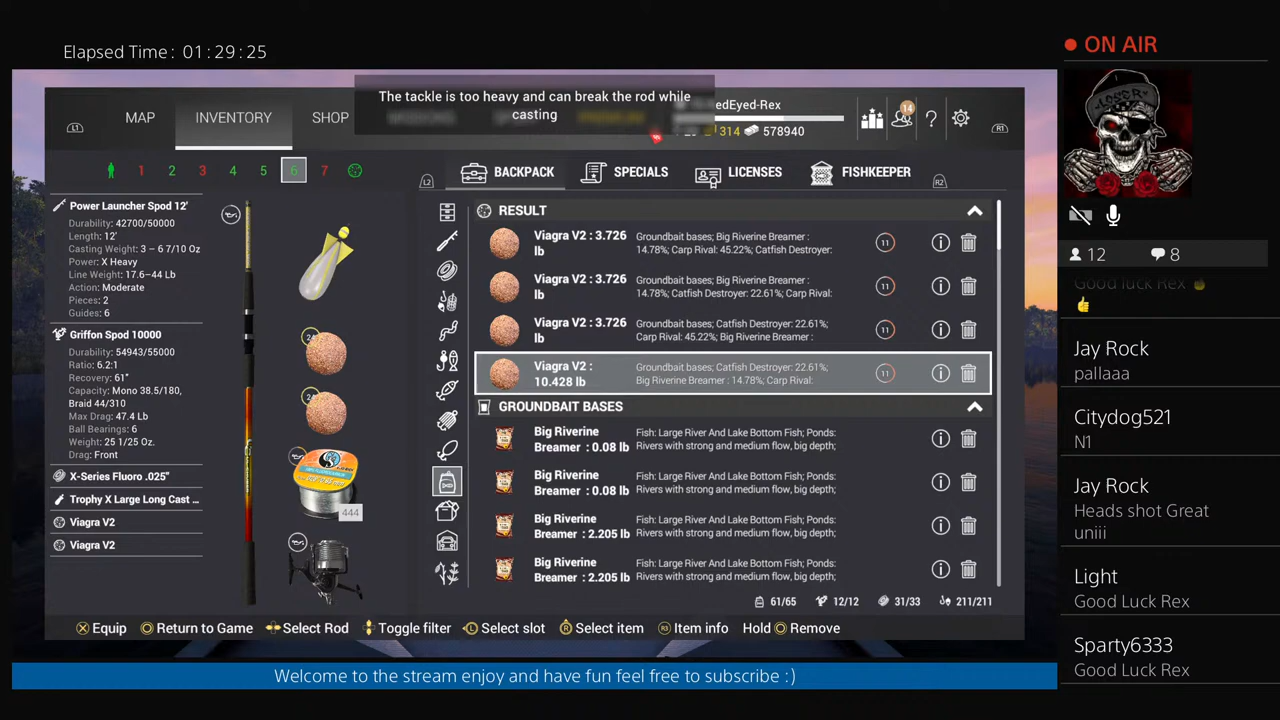 Elapsed Time: 01:29:25
ON AIR
The tackle is too heavy and can break the rod while
casting
MAP
INVENTORY
SHOP
edEyed-Rex
314
578940
14
L1
R1
1
2
3
4
5
6
7
L2
BACKPACK
SPECIALS
LICENSES
FISHKEEPER
R2
LOSER
12
8
Power Launcher Spod 12'
Durability: 42700/50000
Length: 12'
Casting Weight: 3 – 6 7/10 Oz
Power: X Heavy
Line Weight: 17.6–44 Lb
Action: Moderate
Pieces: 2
Guides: 6
Griffon Spod 10000
Durability: 54943/55000
Ratio: 6.2:1
Recovery: 61"
Capacity: Mono 38.5/180,
Braid 44/310
Max Drag: 47.4 Lb
Ball Bearings: 6
Weight: 25 1/25 Oz.
Drag: Front
X-Series Fluoro .025"
Trophy X Large Long Cast ...
Viagra V2
Viagra V2
444
RESULT
Viagra V2 : 3.726
lb
Groundbait bases; Big Riverine Breamer :
14.78%; Carp Rival: 45.22%; Catfish Destroyer:
11
Viagra V2 : 3.726
lb
Groundbait bases; Big Riverine Breamer :
14.78%; Catfish Destroyer: 22.61%; Carp Rival:
11
Viagra V2 : 3.726
lb
Groundbait bases; Catfish Destroyer: 22.61%;
Carp Rival: 45.22%; Big Riverine Breamer :
11
Viagra V2 :
10.428 lb
Groundbait bases; Catfish Destroyer: 22.61%;
Big Riverine Breamer : 14.78%; Carp Rival:
11
GROUNDBAIT BASES
Big Riverine
Breamer : 0.08 lb
Fish: Large River And Lake Bottom Fish; Ponds:
Rivers with strong and medium flow, big depth;
Big Riverine
Breamer : 0.08 lb
Fish: Large River And Lake Bottom Fish; Ponds:
Rivers with strong and medium flow, big depth;
Big Riverine
Breamer : 2.205 lb
Fish: Large River And Lake Bottom Fish; Ponds:
Rivers with strong and medium flow, big depth;
Big Riverine
Breamer : 2.205 lb
Fish: Large River And Lake Bottom Fish; Ponds:
Rivers with strong and medium flow, big depth;
61/65
12/12
31/33
211/211
Equip
Return to Game
Select Rod
Toggle filter
L Select slot
R Select item
R3 Item info
Hold Remove
Good luck Rex
Jay Rock
pallaaa
Citydog521
N1
Jay Rock
Heads shot Great
uniii
Light
Good Luck Rex
Sparty6333
Good Luck Rex
Welcome to the stream enjoy and have fun feel free to subscribe :)